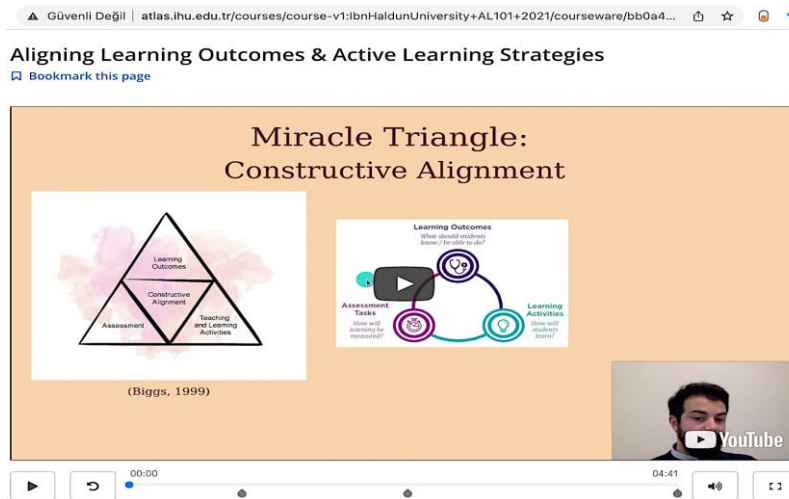 Güvenli Değil
atlas.ihu.edu.tr/courses/course-v1:IbnHaldunUniversity+AL101+2021/courseware/bb0a4...
Aligning Learning Outcomes & Active Learning Strategies
Bookmark this page
Miracle Triangle:
Constructive Alignment
Learning
Outcomes
Constructive
Alignment
Assessment
Teaching
and Learning
Activities
(Biggs, 1999)
Learning Outcomes
What should students
know / be able to do?
Assessment
Tasks
How will
learning be
measured?
Learning
Activities
How will
students
learn?
YouTube
00:00
04:41